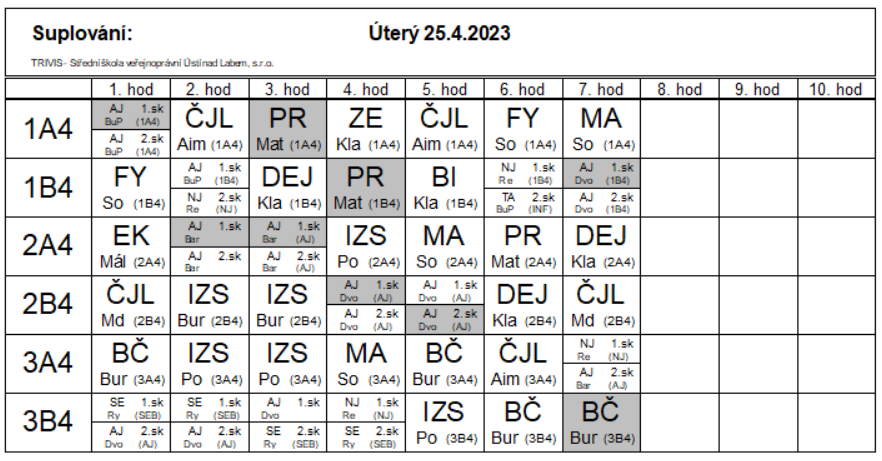 Suplování: Úterý 25.4.2023
TRIVIS - Střední škola veřejnoprávní Ústí nad Labem, s.r.o.
1. hod 2. hod 3. hod 4. hod 5. hod 6. hod 7. hod 8. hod 9. hod 10. hod
1A4
AJ 1.sk
BuP (1A4)
AJ 2.sk
BuP (1A4)
ČJL
Aim (1A4)
PR
Mat (1A4)
ZE
Kla (1A4)
ČJL
Aim (1A4)
FY
So (1A4)
MA
So (1A4)
1B4
FY
So (1B4)
AJ 1.sk
BuP (1B4)
NJ 2.sk
Re (NJ)
DEJ
Kla (1B4)
PR
Mat (1B4)
BI
Kla (1B4)
NJ 1.sk
Re (1B4)
TA 2.sk
BuP (INF)
AJ 1.sk
Dvo (1B4)
AJ 2.sk
Dvo (1B4)
2A4
EK
Mál (2A4)
AJ 1.sk
Bar
AJ 2.sk
Bar
AJ 1.sk
Bar (AJ)
AJ 2.sk
Bar (AJ)
IZS
Po (2A4)
MA
So (2A4)
PR
Mat (2A4)
DEJ
Kla (2A4)
2B4
ČJL
Md (2B4)
IZS
Bur (2B4)
IZS
Bur (2B4)
AJ 1.sk
Dvo (AJ)
AJ 2.sk
Dvo (AJ)
AJ 1.sk
Dvo (AJ)
AJ 2.sk
Dvo (AJ)
DEJ
Kla (2B4)
ČJL
Md (2B4)
3A4
BČ
Bur (3A4)
IZS
Po (3A4)
IZS
Po (3A4)
MA
So (3A4)
BČ
Bur (3A4)
ČJL
Aim (3A4)
NJ 1.sk
Re (NJ)
AJ 2.sk
Bar (AJ)
3B4
SE 1.sk
Ry (SEB)
AJ 2.sk
Dvo (AJ)
SE 1.sk
Ry (SEB)
AJ 2.sk
Dvo (AJ)
AJ 1.sk
Dvo
SE 2.sk
Ry (SEB)
NJ 1.sk
Re (NJ)
SE 2.sk
Ry (SEB)
IZS
Po (3B4)
BČ
Bur (3B4)
BČ
Bur (3B4)